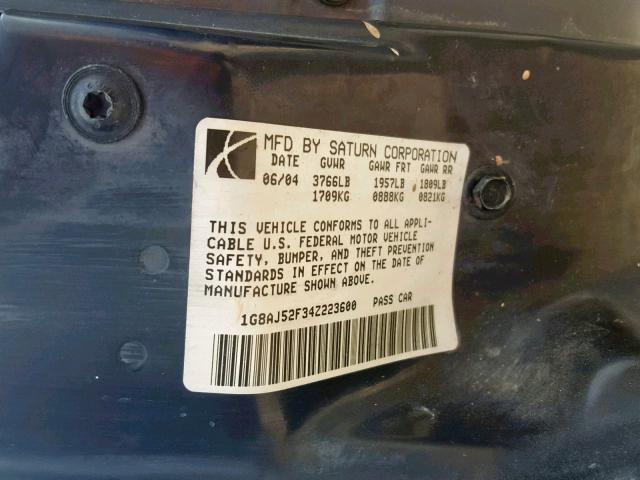 MFD BY SATURN CORPORATION
DATE GVWR GAWR FRT GAWR RR
06/04 3766LB 1957LB 1809LB
1709KG 0888KG 0821KG
THIS VEHICLE CONFORMS TO ALL APPLI-
CABLE U.S. FEDERAL MOTOR VEHICLE
SAFETY, BUMPER, AND THEFT PREVENTION
STANDARDS IN EFFECT ON THE DATE OF
MANUFACTURE SHOWN ABOVE.
1G8AJ52F34Z223600 PASS CAR